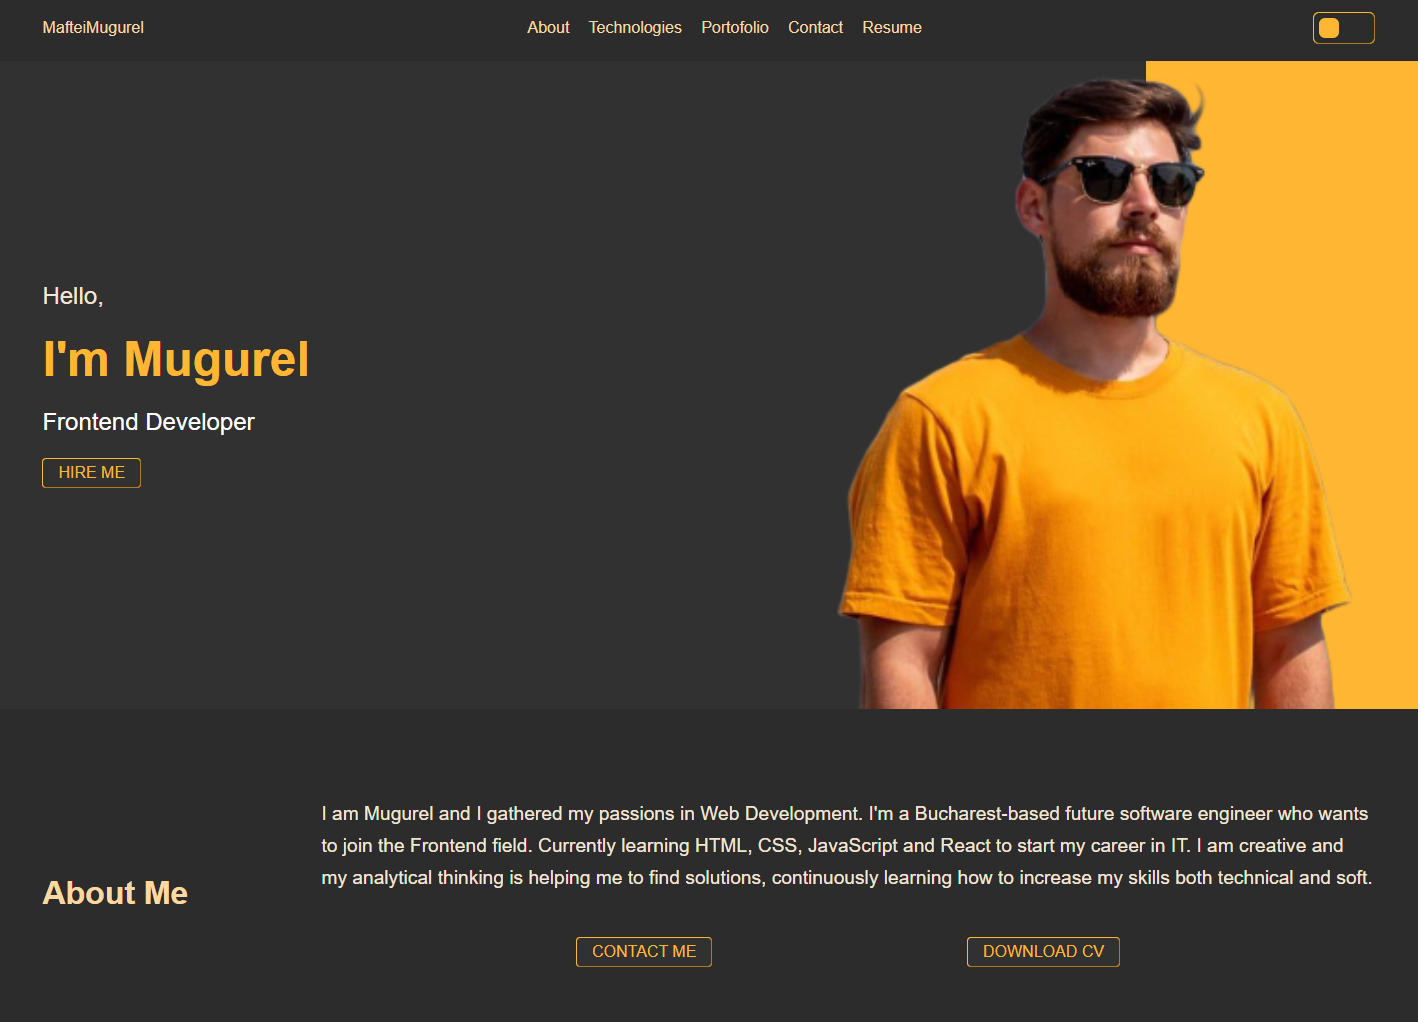 MafteiMugurel
About Technologies Portofolio Contact Resume
Hello,
I'm Mugurel
Frontend Developer
HIRE ME
About Me
I am Mugurel and I gathered my passions in Web Development. I'm a Bucharest-based future software engineer who wants
to join the Frontend field. Currently learning HTML, CSS, JavaScript and React to start my career in IT. I am creative and
my analytical thinking is helping me to find solutions, continuously learning how to increase my skills both technical and soft.
CONTACT ME
DOWNLOAD CV